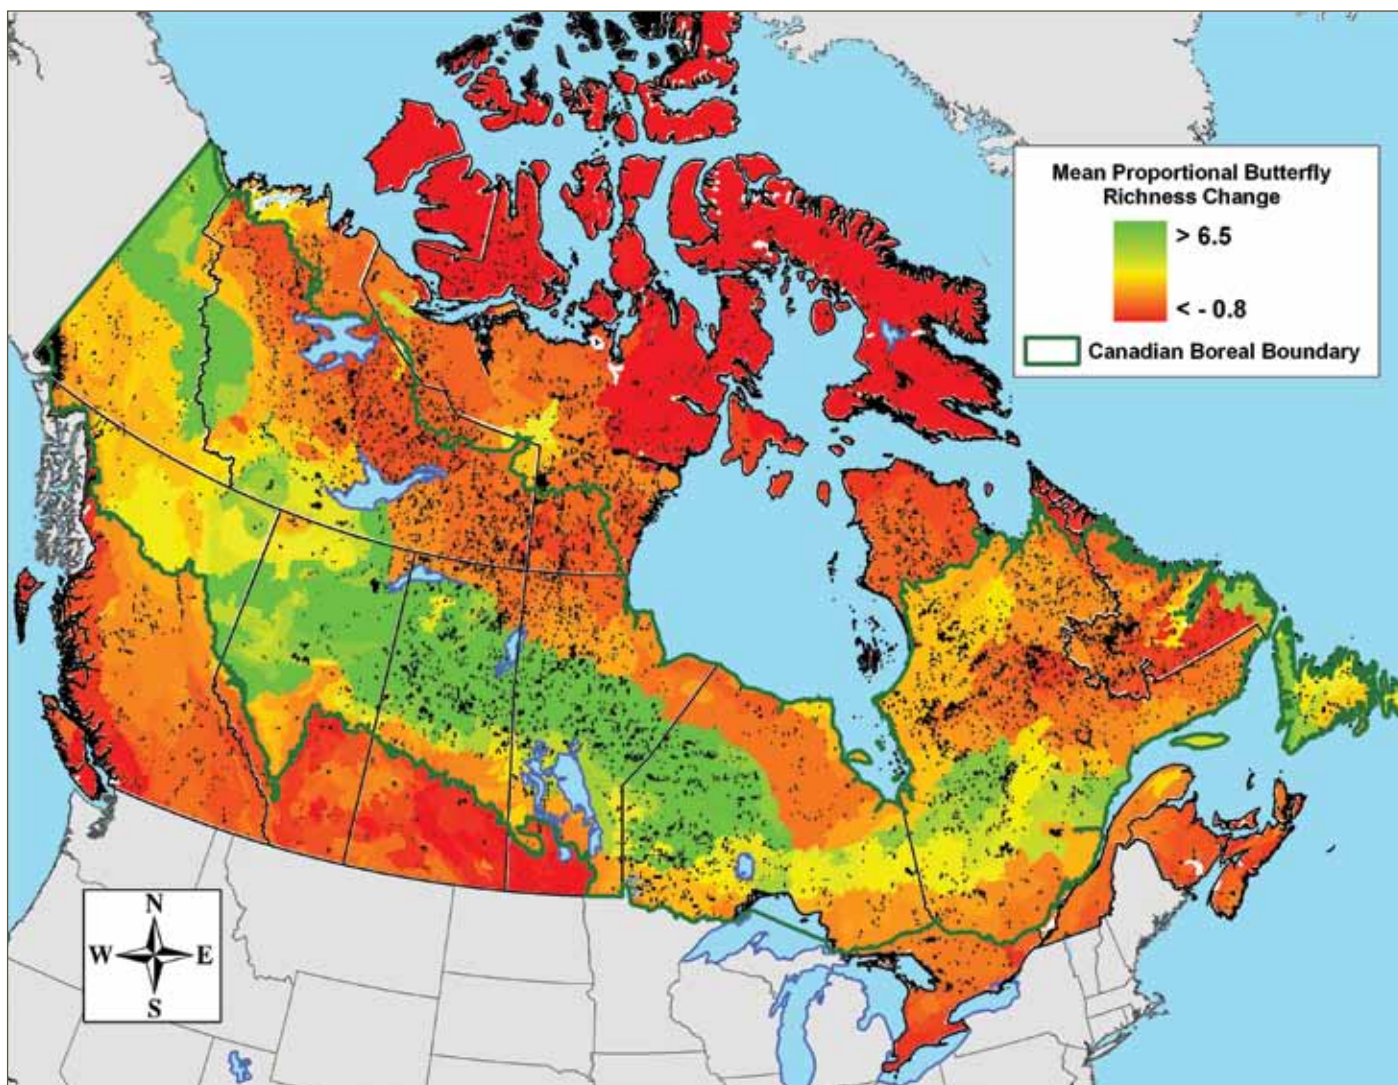 Mean Proportional Butterfly
Richness Change
> 6.5
< - 0.8
Canadian Boreal Boundary
N
W E
S